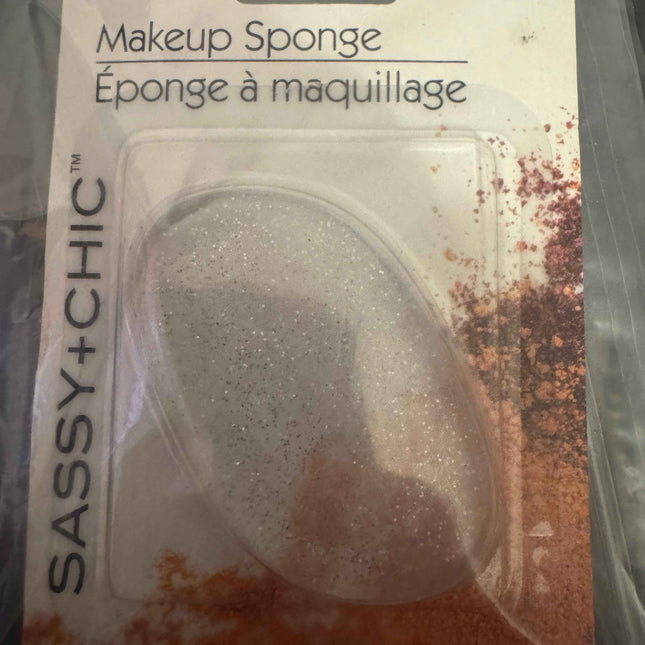 Makeup Sponge
Éponge à maquillage
SASSY+CHIC™